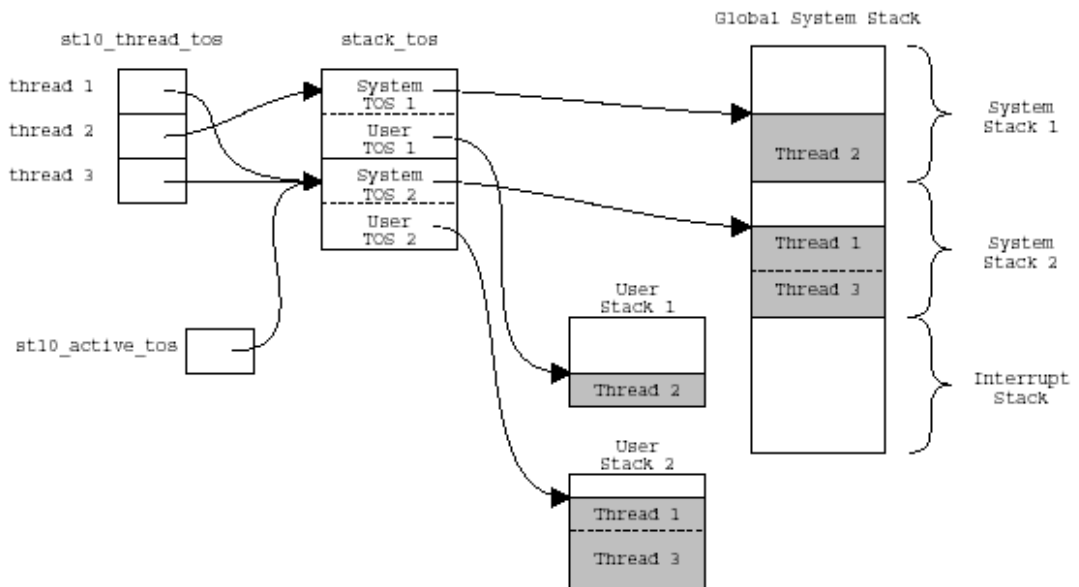 Global System Stack
st10_thread_tos
stack_tos
thread 1
thread 2
thread 3
System
TOS 1
User
TOS 1
System
TOS 2
User
TOS 2
Thread 2
Thread 1
Thread 3
System
Stack 1
System
Stack 2
Interrupt
Stack
st10_active_tos
User
Stack 1
Thread 2
User
Stack 2
Thread 1
Thread 3